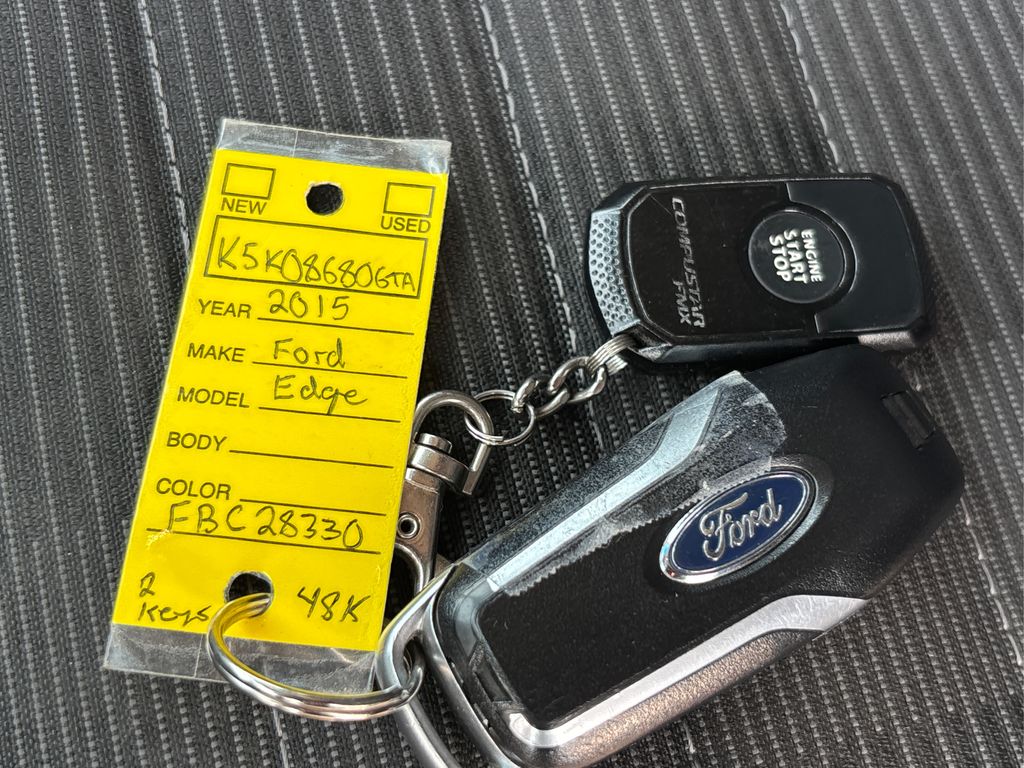 NEW
USED
K5K08680GTA
YEAR 2015
MAKE Ford
MODEL Edge
BODY
COLOR
FBC28330
2 keys
48K
COMPUSTAR
FMX
ENGINE
START
STOP
Ford